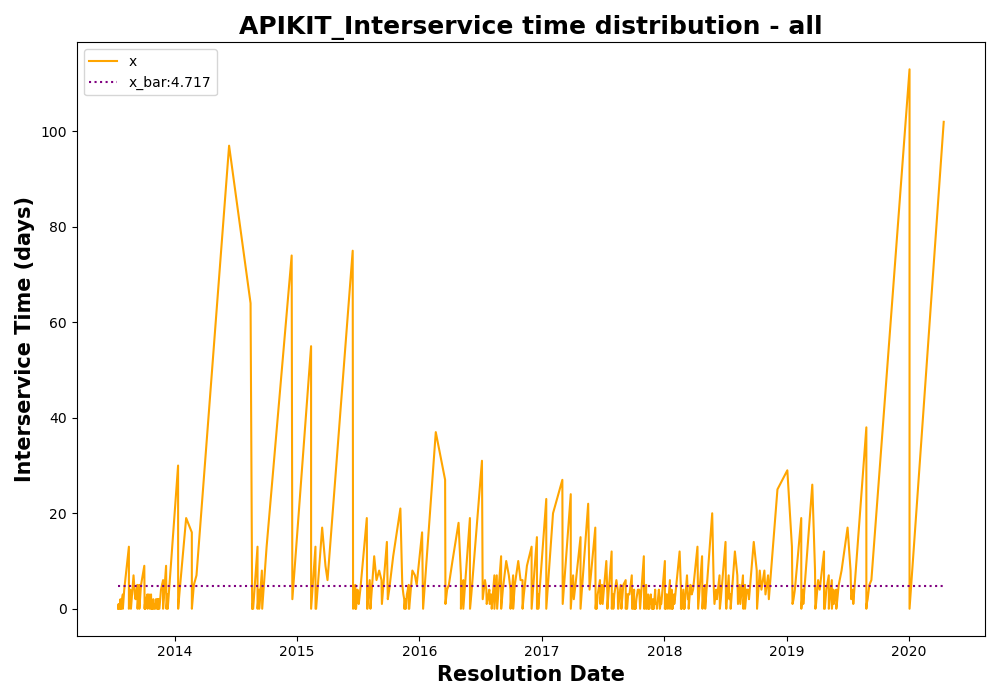 APIKIT_Interservice time distribution - all
x
x_bar:4.717
Interservice Time (days)
100
80
60
40
20
0
2014 2015 2016 2017 2018 2019 2020
Resolution Date